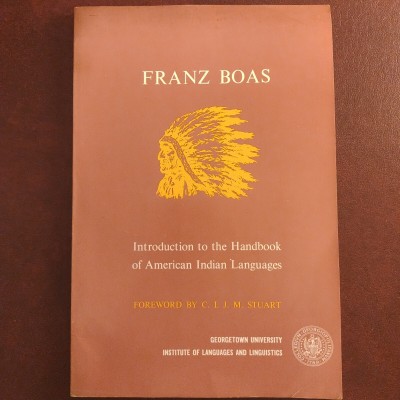 FRANZ BOAS
Introduction to the Handbook
of American Indian Languages
FOREWORD BY C. I. J. M. STUART
GEORGETOWN UNIVERSITY
INSTITUTE OF LANGUAGES AND LINGUISTICS